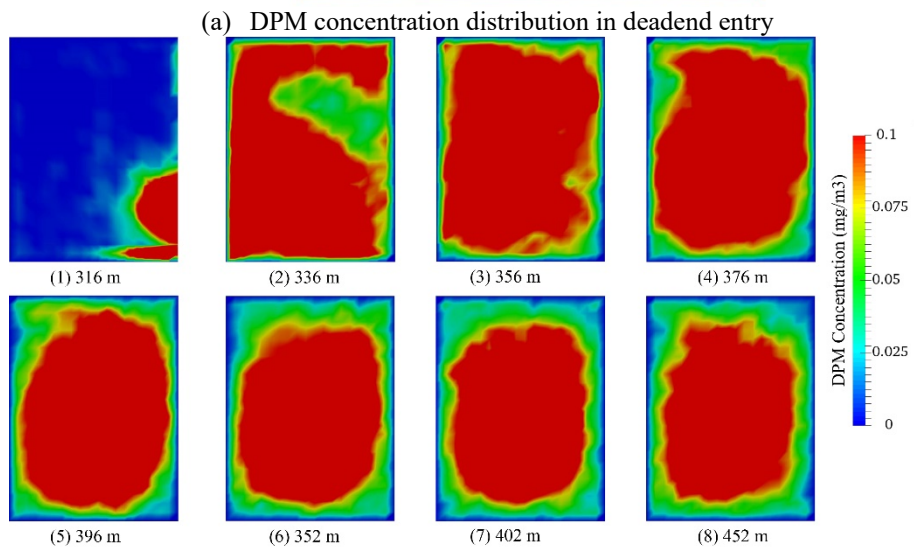 (a) DPM concentration distribution in deadend entry
(1) 316 m
(2) 336 m
(3) 356 m
(4) 376 m
0.1
0.075
0.05
0.025
0
DPM Concentration (mg/m3)
(5) 396 m
(6) 352 m
(7) 402 m
(8) 452 m